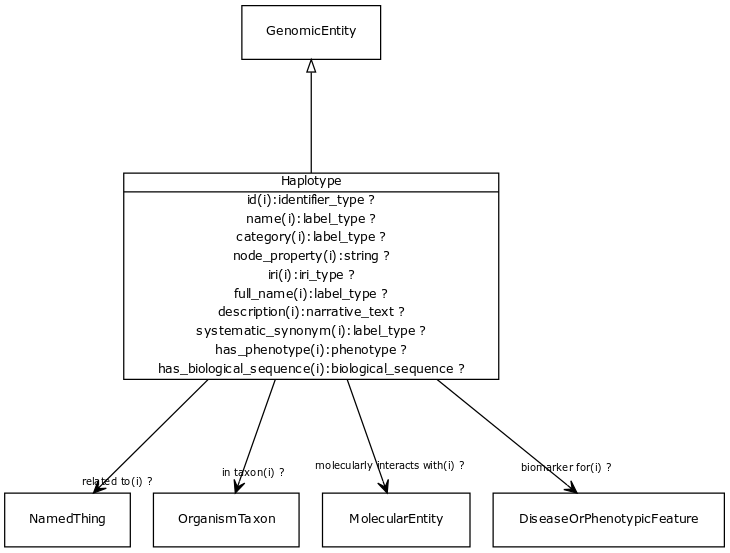 GenomicEntity
Haplotype
id(i):identifier_type ?
name(i):label_type ?
category(i):label_type ?
node_property(i):string ?
iri(i):iri_type ?
full_name(i):label_type ?
description(i):narrative_text ?
systematic_synonym(i):label_type ?
has_phenotype(i):phenotype ?
has_biological_sequence(i):biological_sequence ?
related to(i) ?
in taxon(i) ?
molecularly interacts with(i) ?
biomarker for(i) ?
NamedThing
OrganismTaxon
MolecularEntity
DiseaseOrPhenotypicFeature